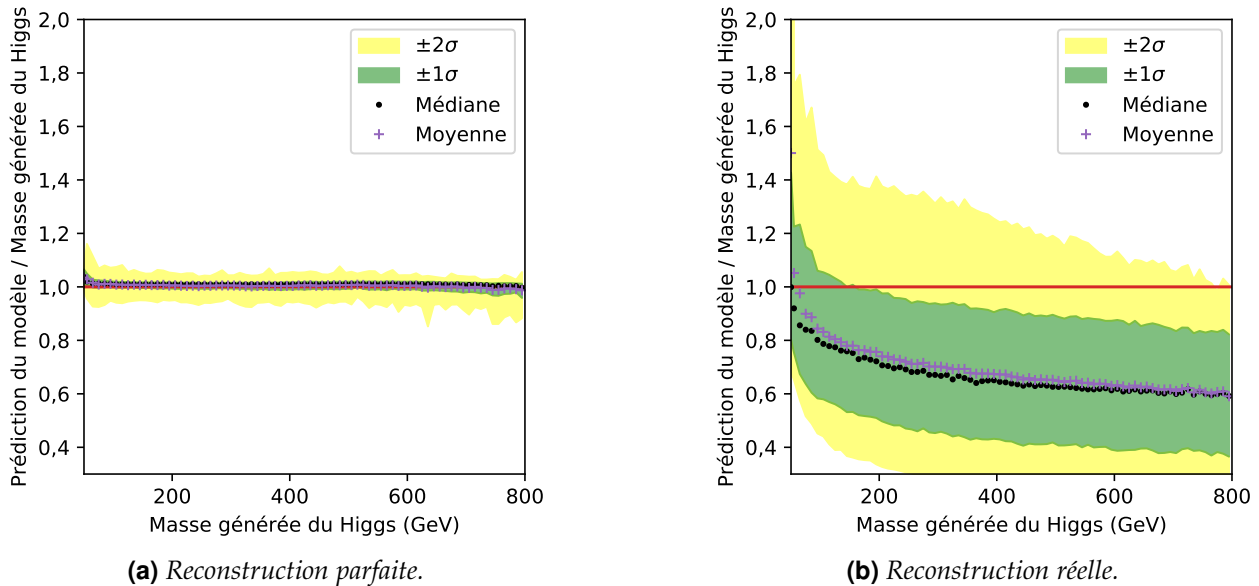 Prédiction du modèle / Masse générée du Higgs
2,0
1,8
1,6
1,4
1,2
1,0
0,8
0,6
0,4
±2σ
±1σ
Médiane
Moyenne
200
400
600
800
Masse générée du Higgs (GeV)
(a) Reconstruction parfaite.
Prédiction du modèle / Masse générée du Higgs
2,0
1,8
1,6
1,4
1,2
1,0
0,8
0,6
0,4
±2σ
±1σ
Médiane
Moyenne
200
400
600
800
Masse générée du Higgs (GeV)
(b) Reconstruction réelle.